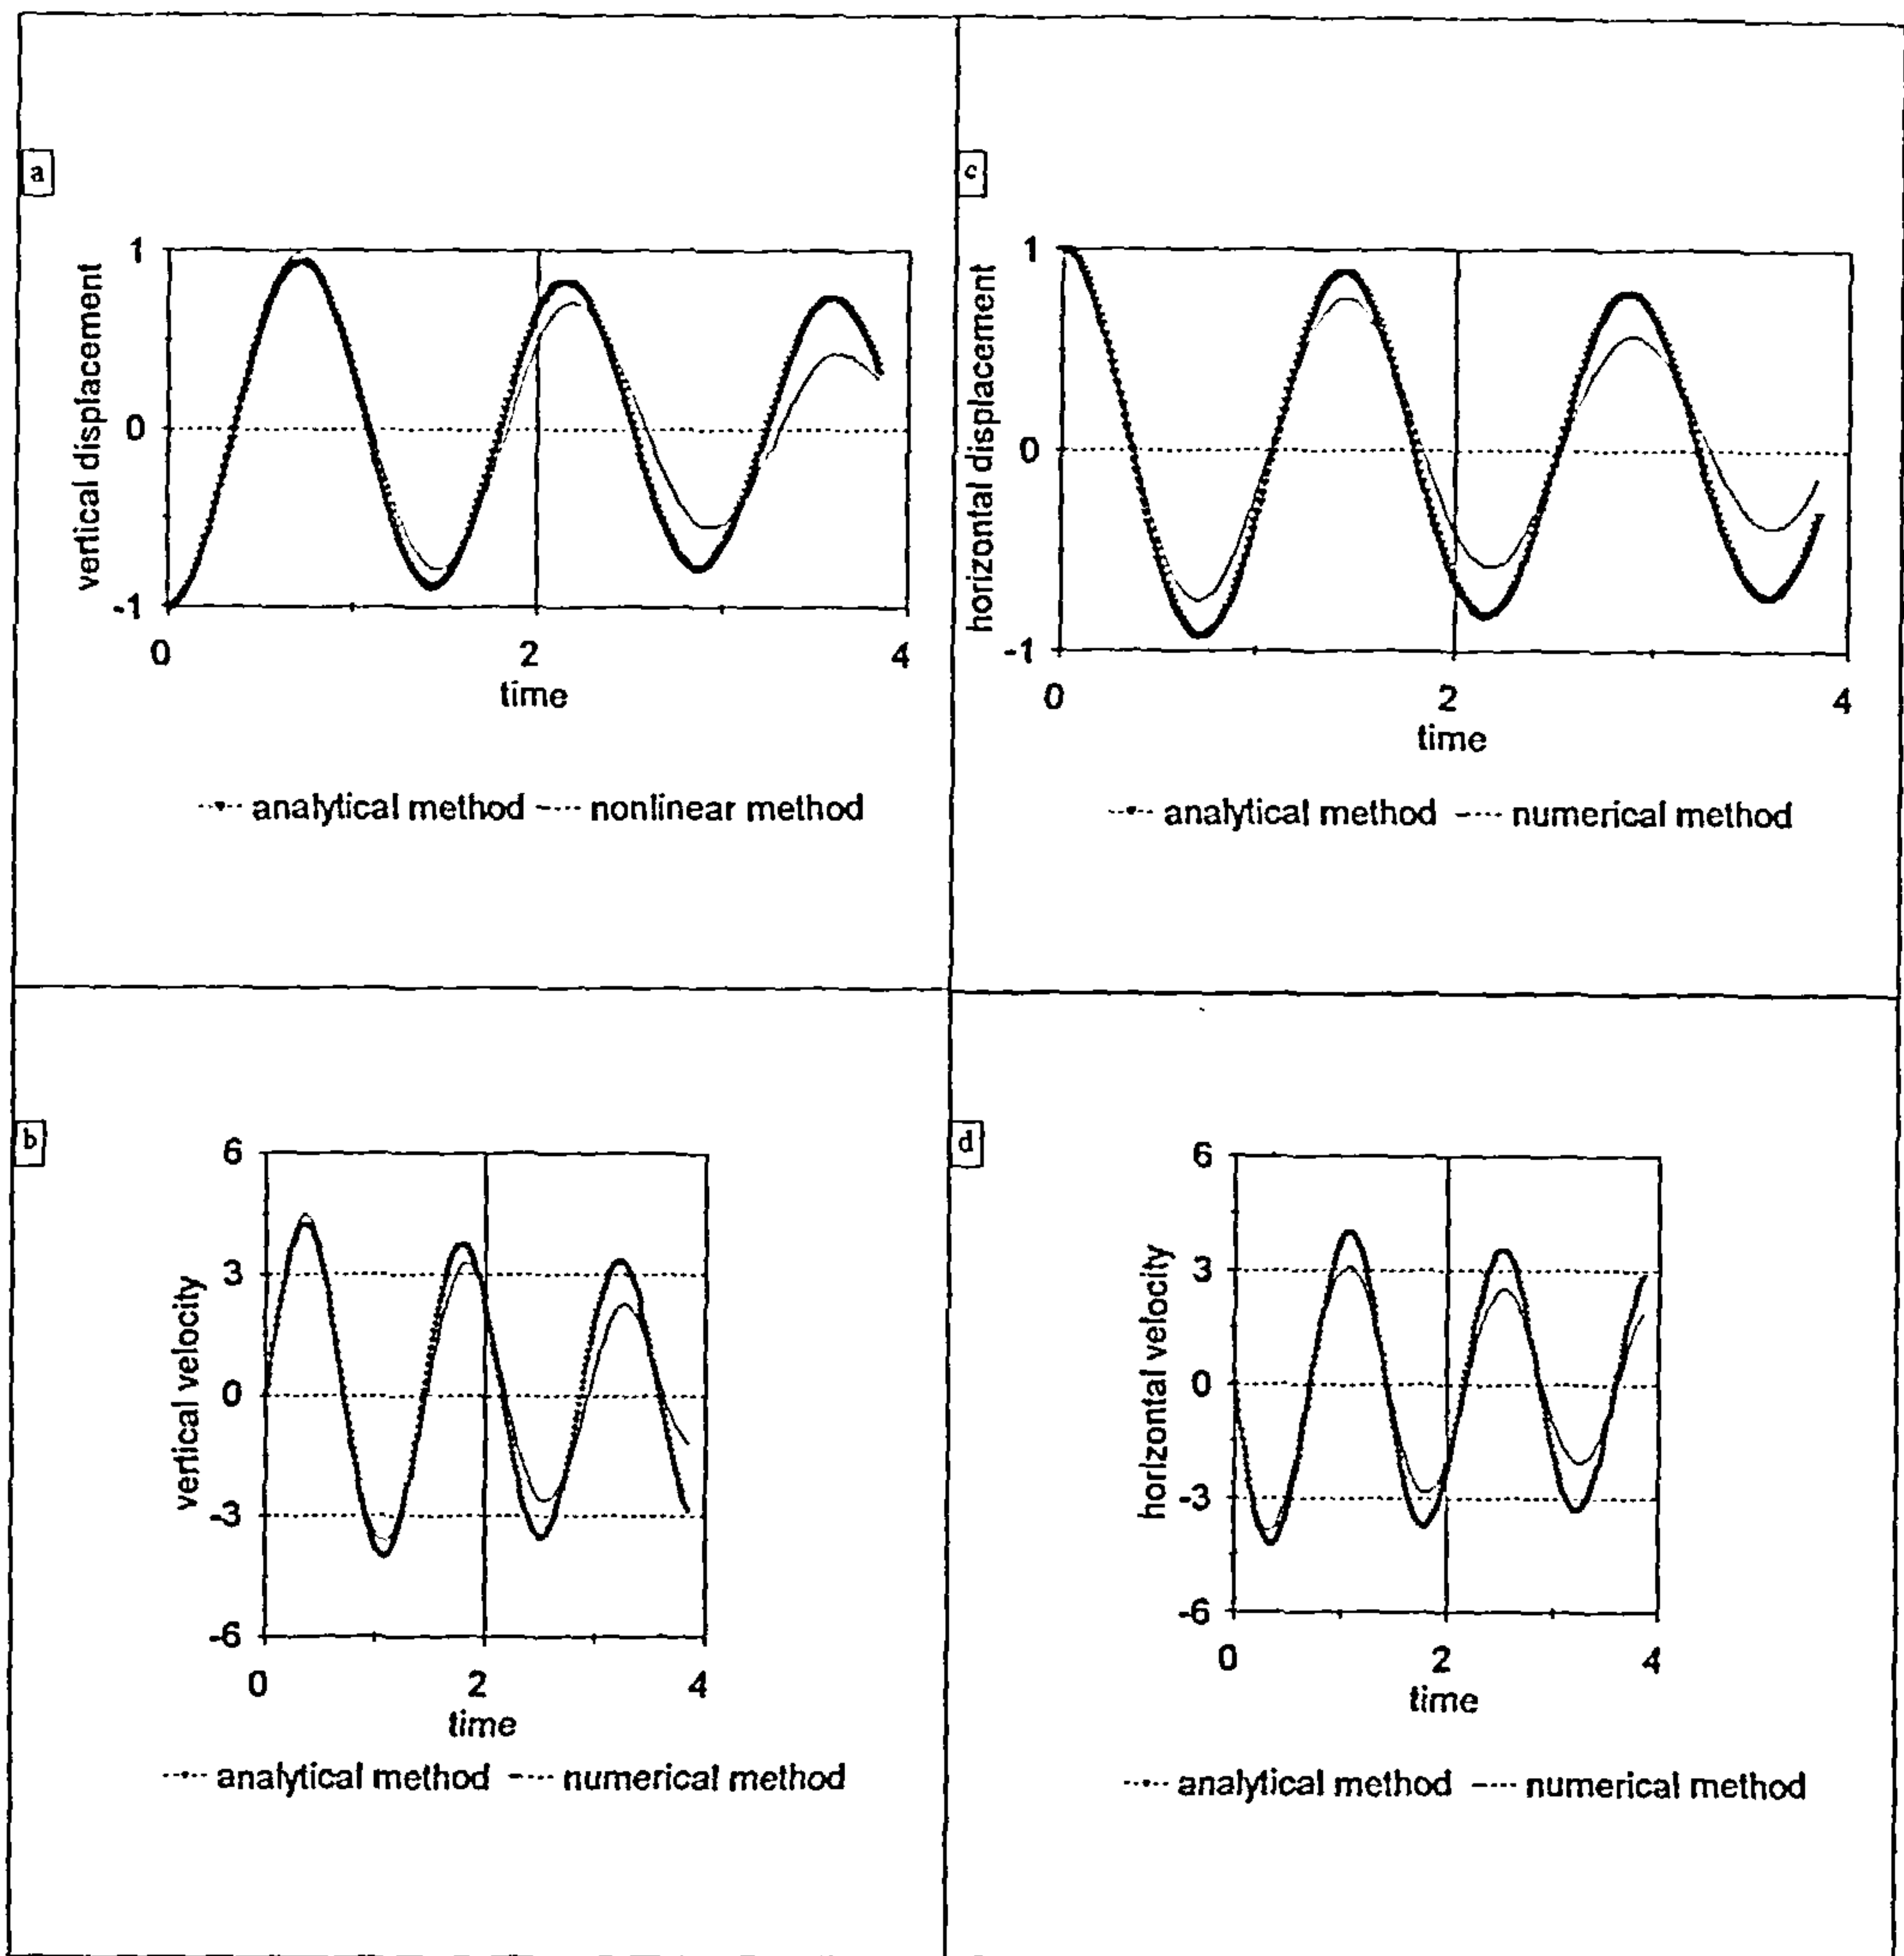 a
vertical displacement
1
0
-1
0 2 4
time
analytical method nonlinear method
c
horizontal displacement
1
0
-1
0 2 4
time
analytical method numerical method
b
vertical velocity
6
3
0
-3
-6
0 2 4
time
analytical method numerical method
d
horizontal velocity
6
3
0
-3
-6
0 2 4
time
analytical method numerical method